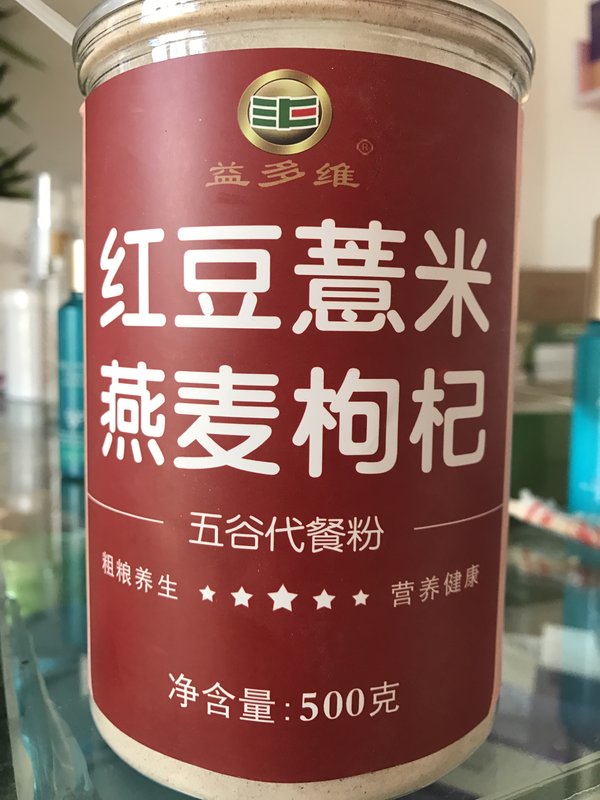 益多维®
红豆薏米
燕麦枸杞
五谷代餐粉
粗粮养生 ★★★★★ 营养健康
净含量:500克